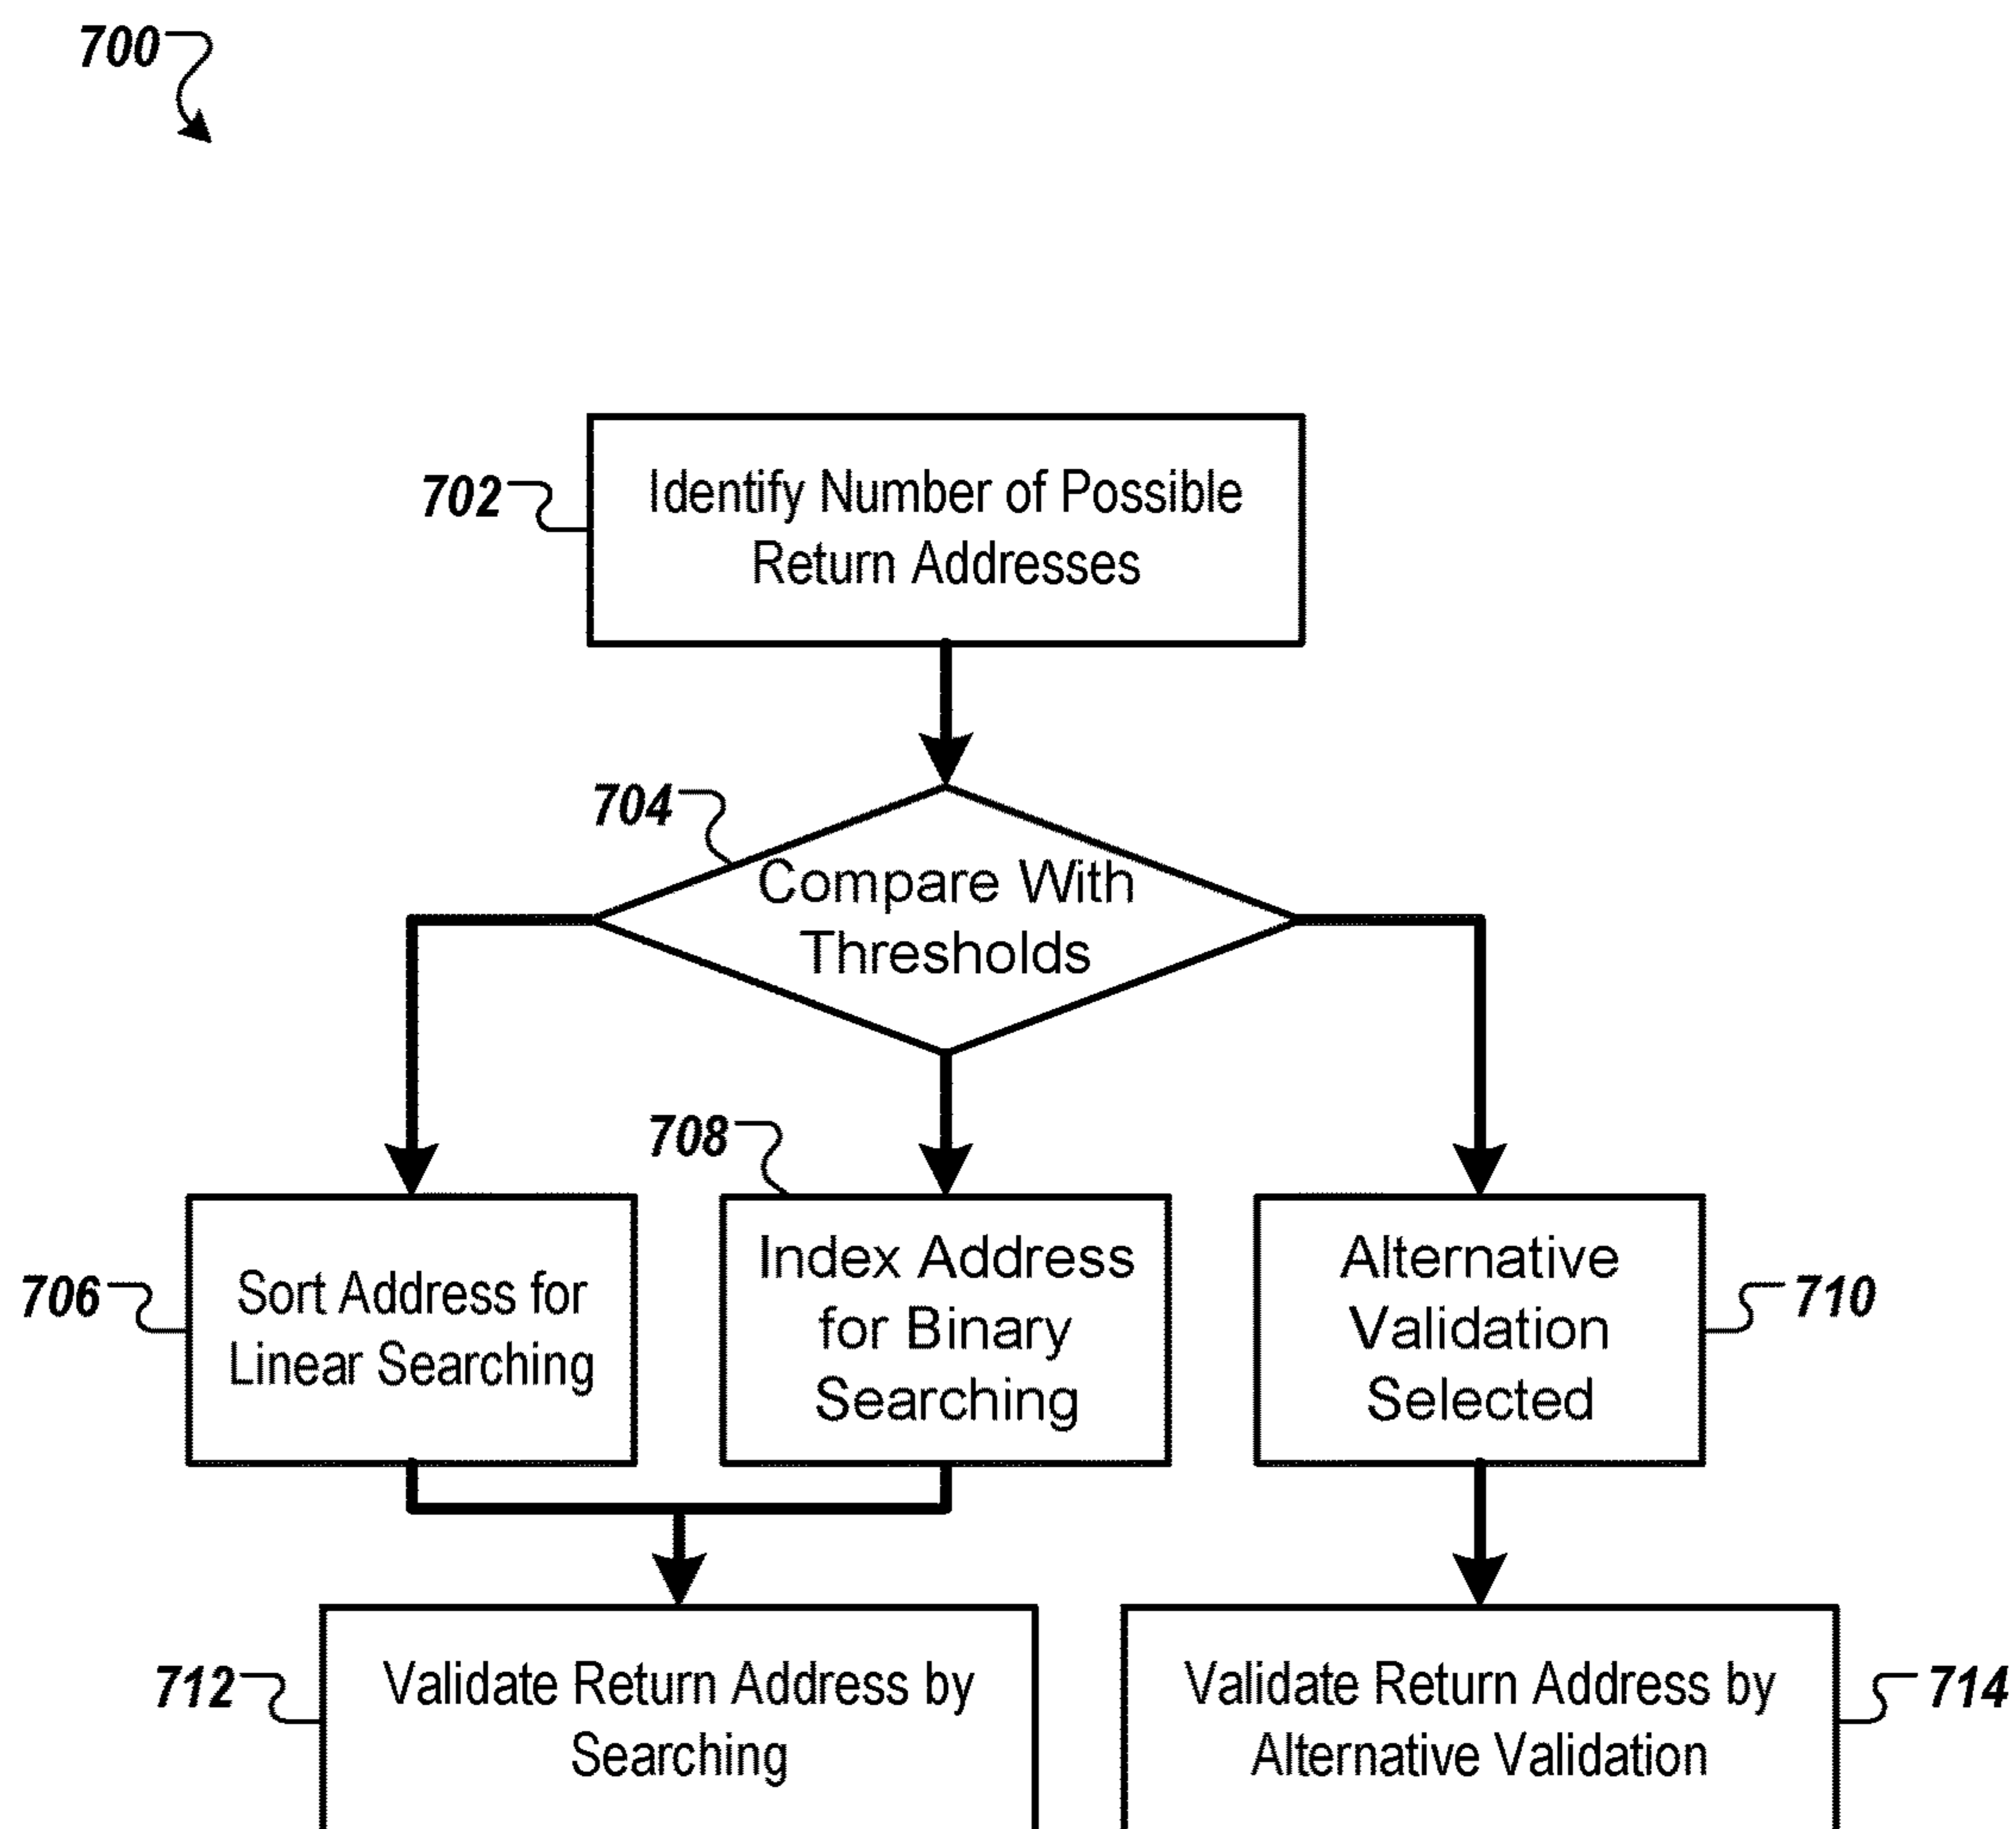 700
702
Identify Number of Possible
Return Addresses
704
Compare With
Thresholds
706
Sort Address for
Linear Searching
708
Index Address
for Binary
Searching
710
Alternative
Validation
Selected
712
Validate Return Address by
Searching
714
Validate Return Address by
Alternative Validation